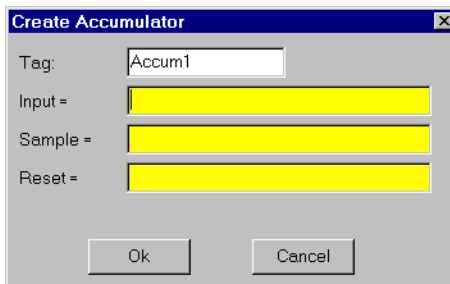 Create Accumulator
Tag: Accum1
Input =
Sample =
Reset =
Ok Cancel